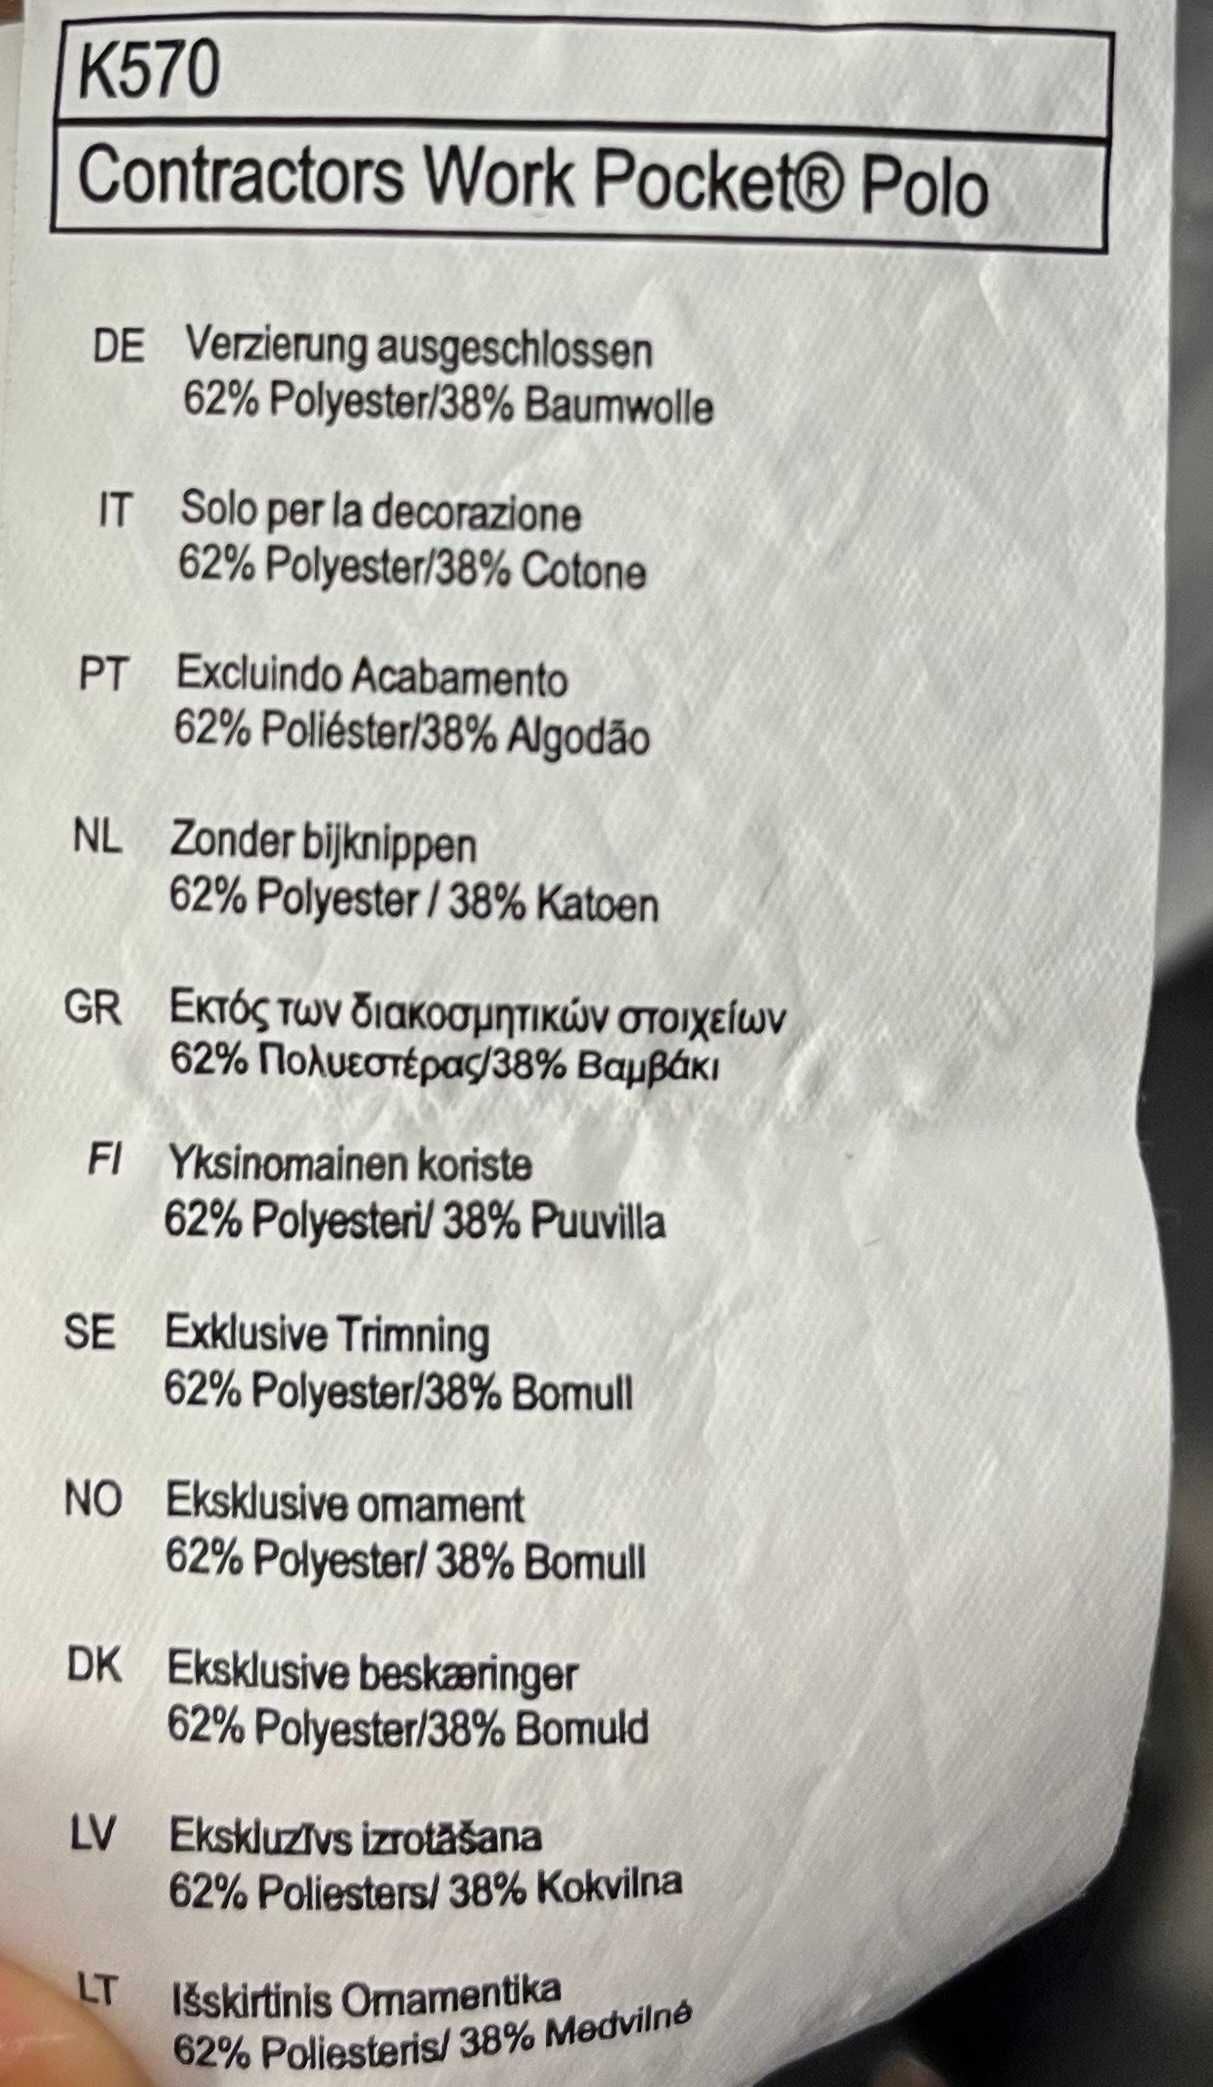 K570
Contractors Work Pocket® Polo
DE Verzierung ausgeschlossen
62% Polyester/38% Baumwolle
IT Solo per la decorazione
62% Polyester/38% Cotone
PT Excluindo Acabamento
62% Poliéster/38% Algodão
NL Zonder bijknippen
62% Polyester / 38% Katoen
GR Εκτός των διακοσμητικών στοιχείων
62% Πολυεστέρας/38% Βαμβάκι
FI Yksinomainen koriste
62% Polyesteri/ 38% Puuvilla
SE Exklusive Trimning
62% Polyester/38% Bomull
NO Eksklusive ornament
62% Polyester/ 38% Bomull
DK Eksklusive beskæringer
62% Polyester/38% Bomuld
LV Ekskluzīvs izrotāšana
62% Poliesters/ 38% Kokvilna
LT Išskirtinis Ornamentika
62% Poliesteris/ 38% Medvilnė